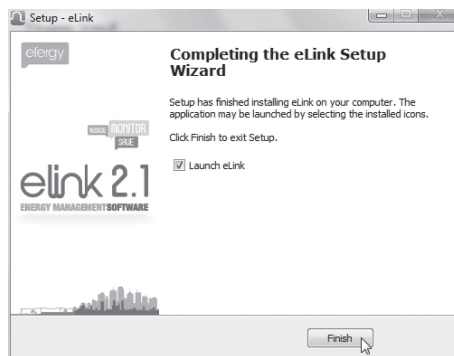 Setup - eLink
efergy
Completing the eLink Setup
Wizard
Setup has finished installing eLink on your computer. The
application may be launched by selecting the installed icons.
Click Finish to exit Setup.
Launch eLink
REDUCE MONITOR
SAVE
elink 2.1
ENERGY MANAGEMENT SOFTWARE
Finish